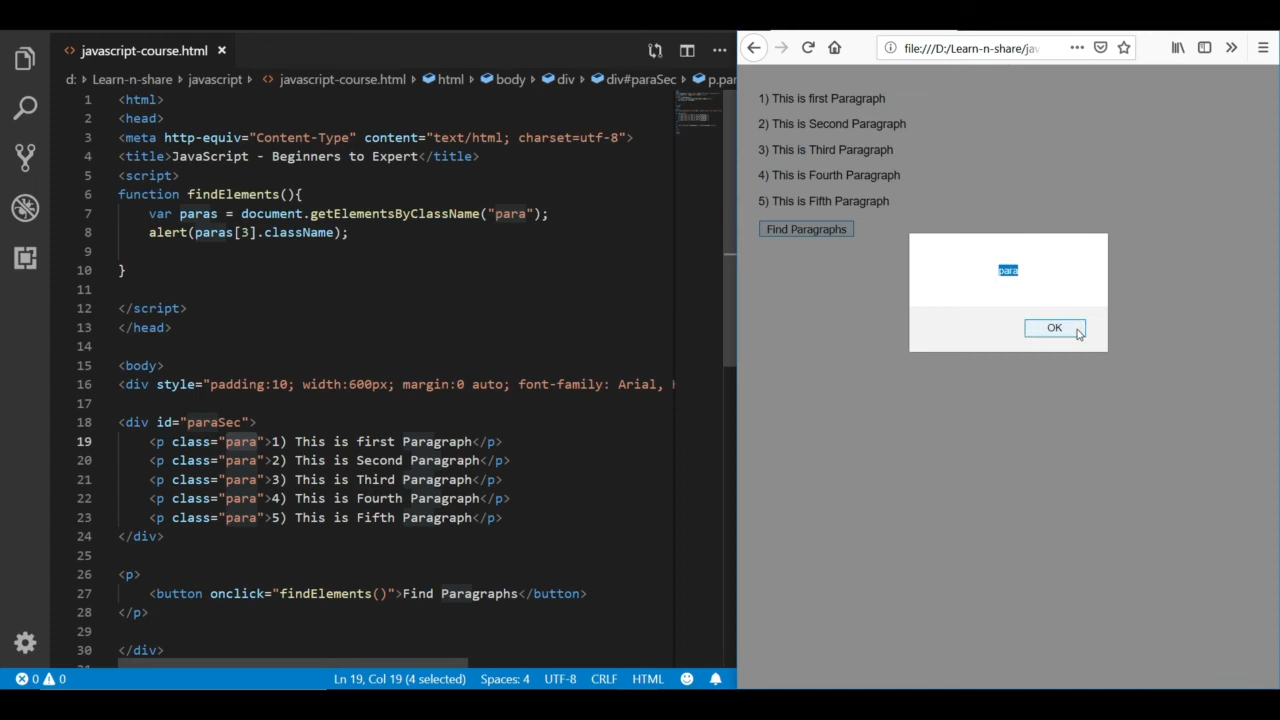 javascript-course.html
d: Learn-n-share javascript javascript-course.html html body div div#paraSec
1 <html>
2 <head>
3 <meta http-equiv="Content-Type" content="text/html; charset=utf-8">
4 <title>JavaScript - Beginners to Expert</title>
5 <script>
6 function findElements(){
7 var paras = document.getElementsByClassName("para");
8 alert(paras[3].className);
9
10 }
11
12 </script>
13 </head>
14
15 <body>
16 <div style="padding:10; width:600px; margin:0 auto; font-family: Arial,
17
18 <div id="paraSec">
19 <p class="para">1) This is first Paragraph</p>
20 <p class="para">2) This is Second Paragraph</p>
21 <p class="para">3) This is Third Paragraph</p>
22 <p class="para">4) This is Fourth Paragraph</p>
23 <p class="para">5) This is Fifth Paragraph</p>
24 </div>
25
26 <p>
27 <button onclick="findElements()">Find Paragraphs</button>
28 </p>
29
30 </div>
0 0 Ln 19, Col 19 (4 selected) Spaces: 4 UTF-8 CRLF HTML
file:///D:/Learn-n-share/jav
1) This is first Paragraph
2) This is Second Paragraph
3) This is Third Paragraph
4) This is Fourth Paragraph
5) This is Fifth Paragraph
Find Paragraphs
para
OK